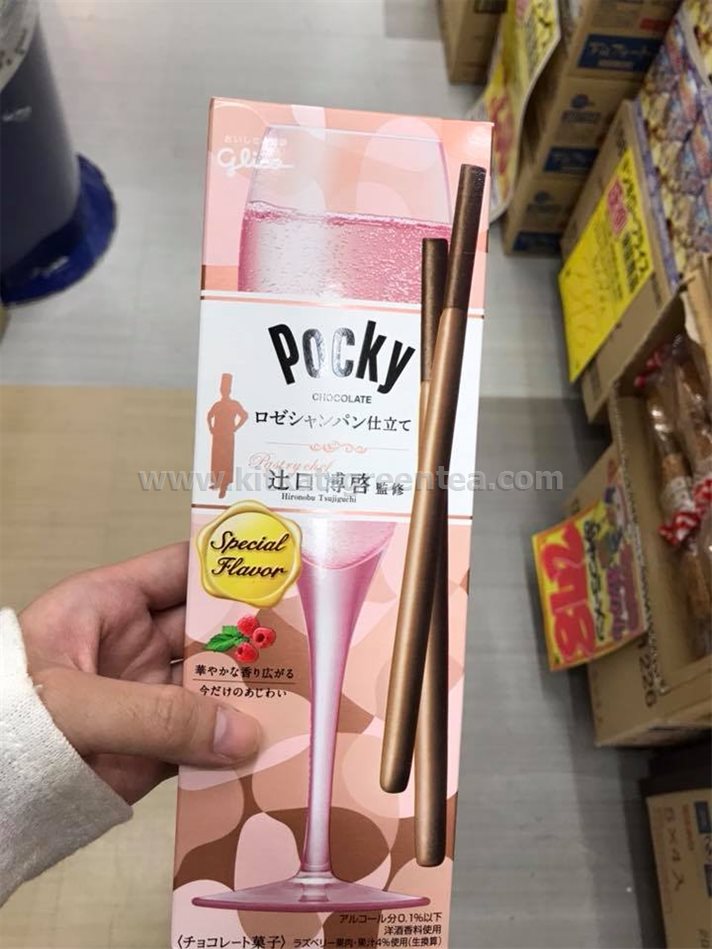 おいしさと健康
Glico
Pocky
CHOCOLATE
ロゼシャンパン仕立て
Pastry chef
辻口 博啓 監修
Hironobu Tsujiguchi
www.kitcatgreentea.com
Special
Flavor
華やかな香り広がる
今だけのあじわい
アルコール分0.1%以下
洋酒香料使用
〈チョコレート菓子〉 ラズベリー果肉・果汁4%使用(生換算)
248